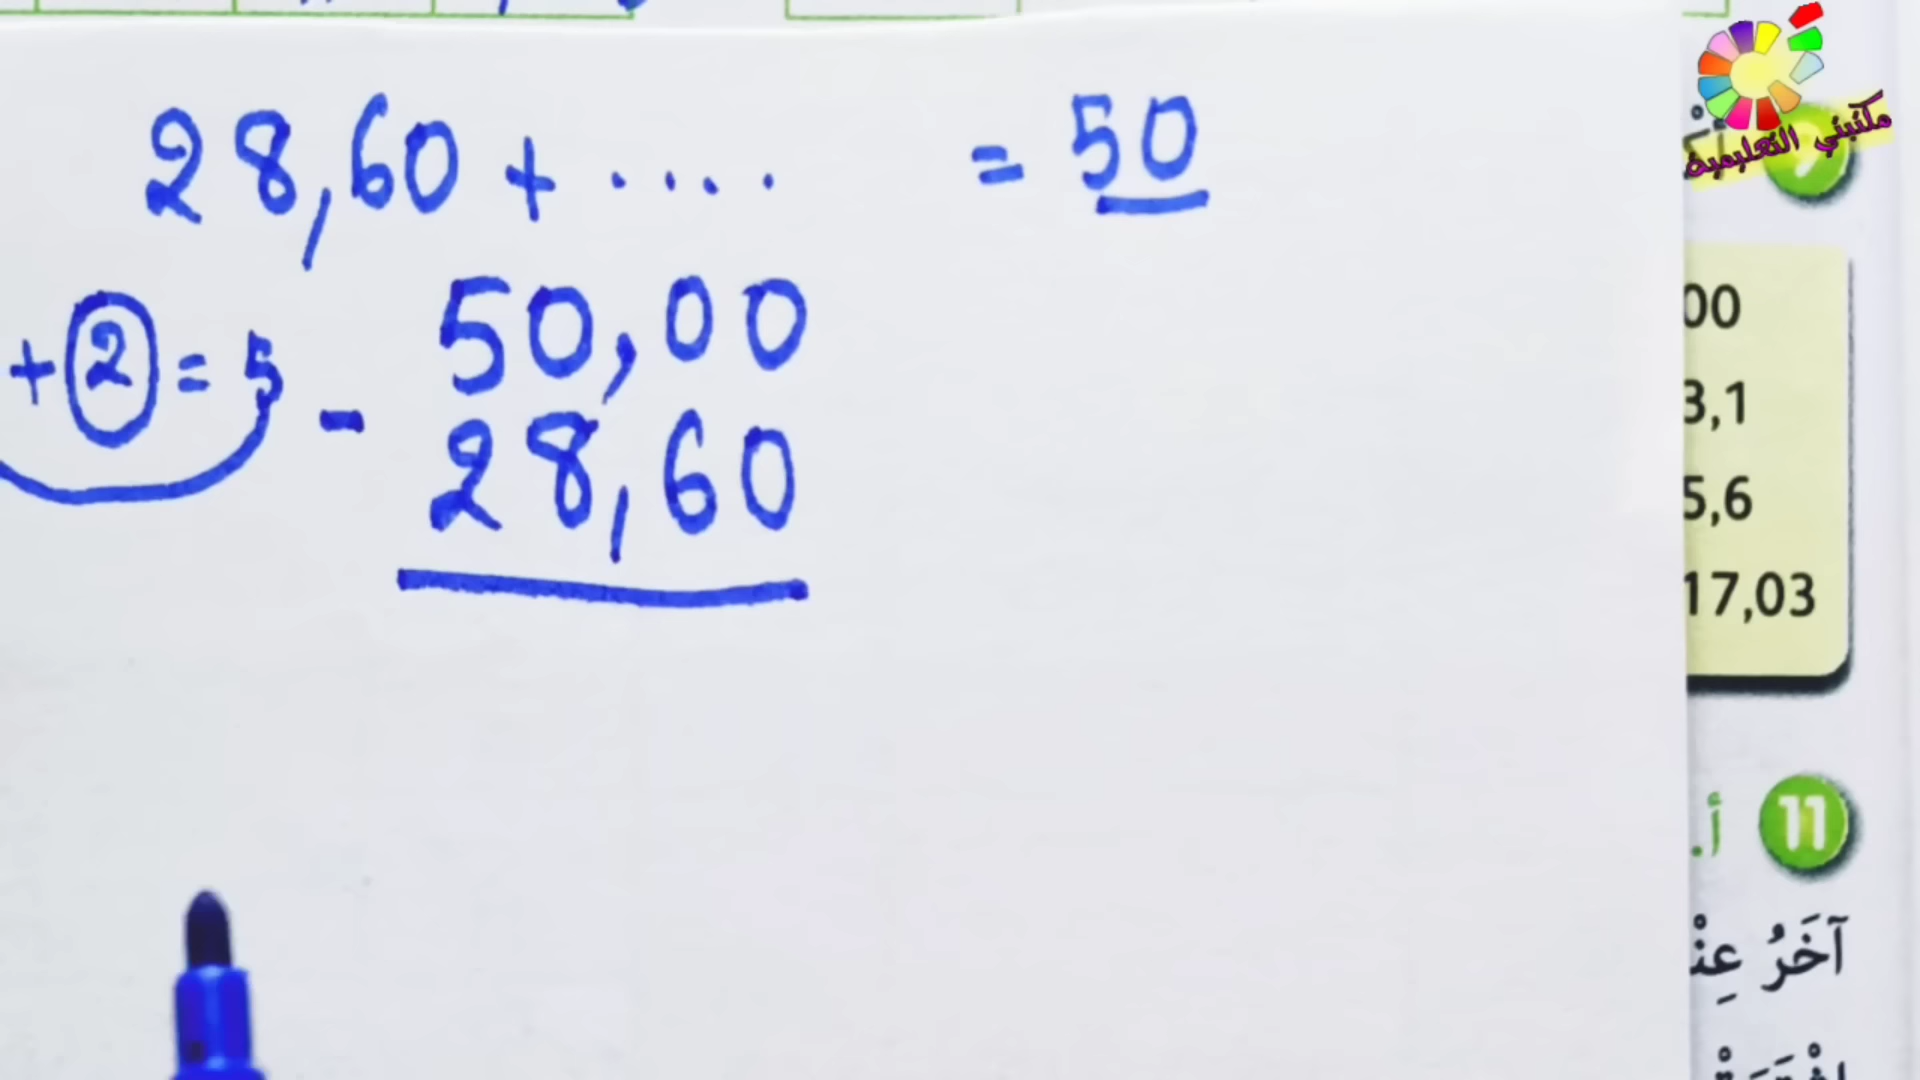 مكتبتي التعليمية
28,60 + .... = 50
+ 2 = 5
50,00
- 28,60
00
3,1
5,6
17,03
11 أ.
آخَرُ